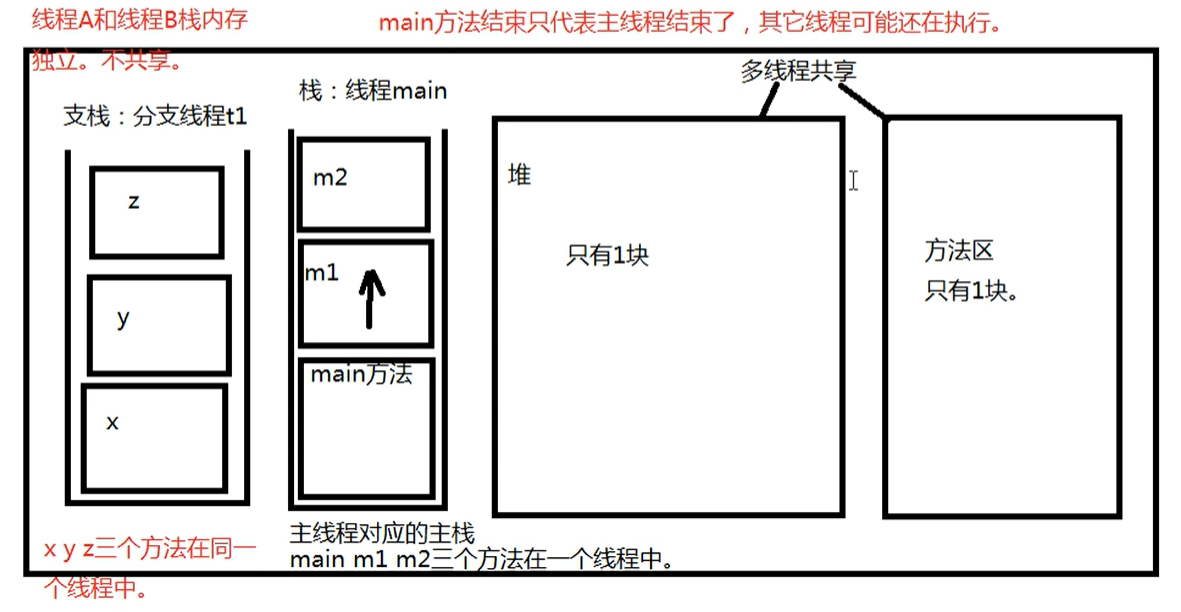 线程A和线程B栈内存
独立。不共享。
main方法结束只代表主线程结束了，其它线程可能还在执行。
多线程共享
支栈：分支线程t1
栈：线程main
z
y
x
m2
m1
main方法
堆
只有1块
方法区
只有1块。
x y z三个方法在同一
个线程中。
主线程对应的主栈
main m1 m2三个方法在一个线程中。